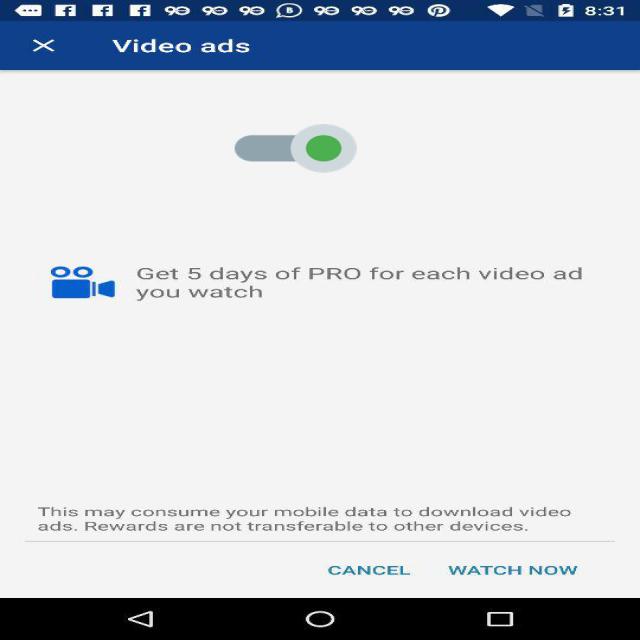 8:31
Video ads
Get 5 days of PRO for each video ad
you watch
This may consume your mobile data to download video
ads. Rewards are not transferable to other devices.
CANCEL WATCH NOW